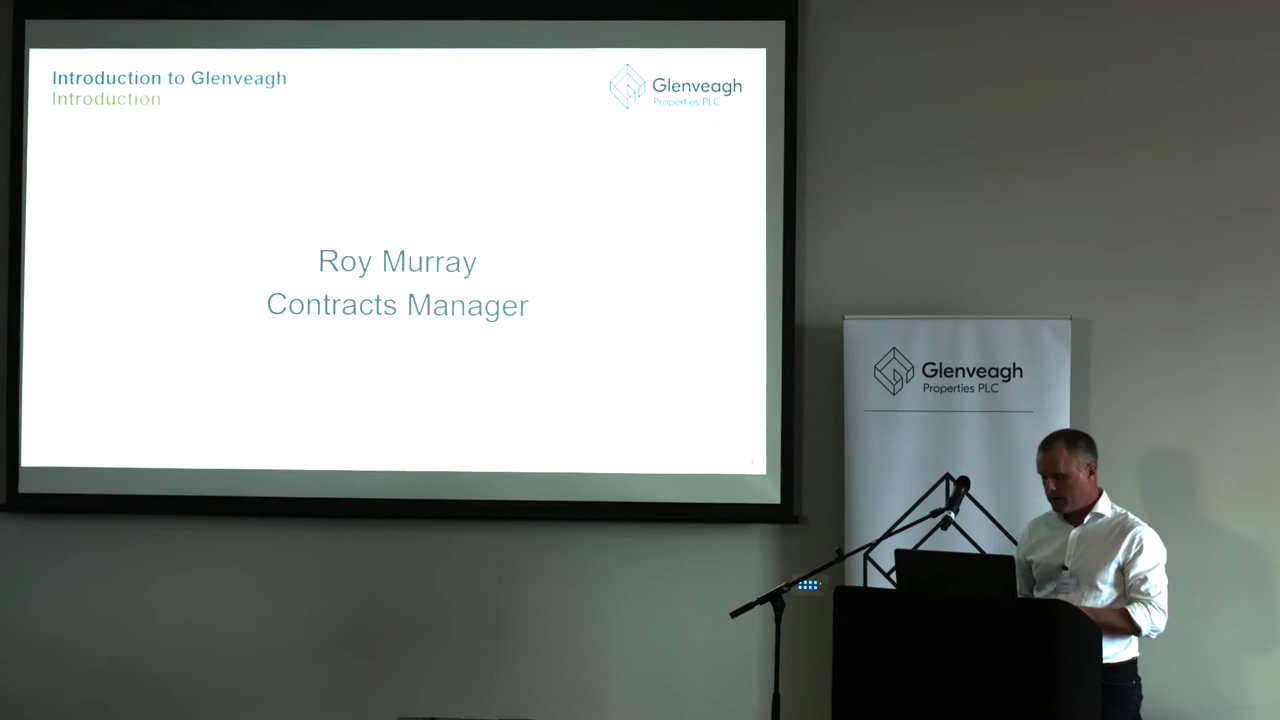 Introduction to Glenveagh
Introduction
Glenveagh
Properties PLC
Roy Murray
Contracts Manager
Glenveagh
Properties PLC